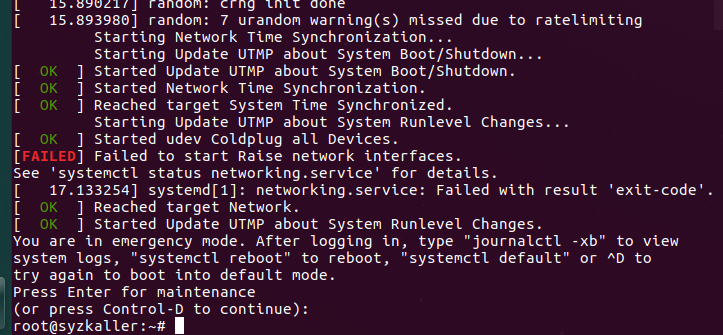 [   15.890217] random: crng init done
[   15.893980] random: 7 urandom warning(s) missed due to ratelimiting
         Starting Network Time Synchronization...
         Starting Update UTMP about System Boot/Shutdown...
[  OK  ] Started Update UTMP about System Boot/Shutdown.
[  OK  ] Started Network Time Synchronization.
[  OK  ] Reached target System Time Synchronized.
         Starting Update UTMP about System Runlevel Changes...
[  OK  ] Started udev Coldplug all Devices.
[FAILED] Failed to start Raise network interfaces.
See 'systemctl status networking.service' for details.
[   17.133254] systemd[1]: networking.service: Failed with result 'exit-code'.
[  OK  ] Reached target Network.
[  OK  ] Started Update UTMP about System Runlevel Changes.
You are in emergency mode. After logging in, type "journalctl -xb" to view
system logs, "systemctl reboot" to reboot, "systemctl default" or ^D to
try again to boot into default mode.
Press Enter for maintenance
(or press Control-D to continue):
root@syzkaller:~#